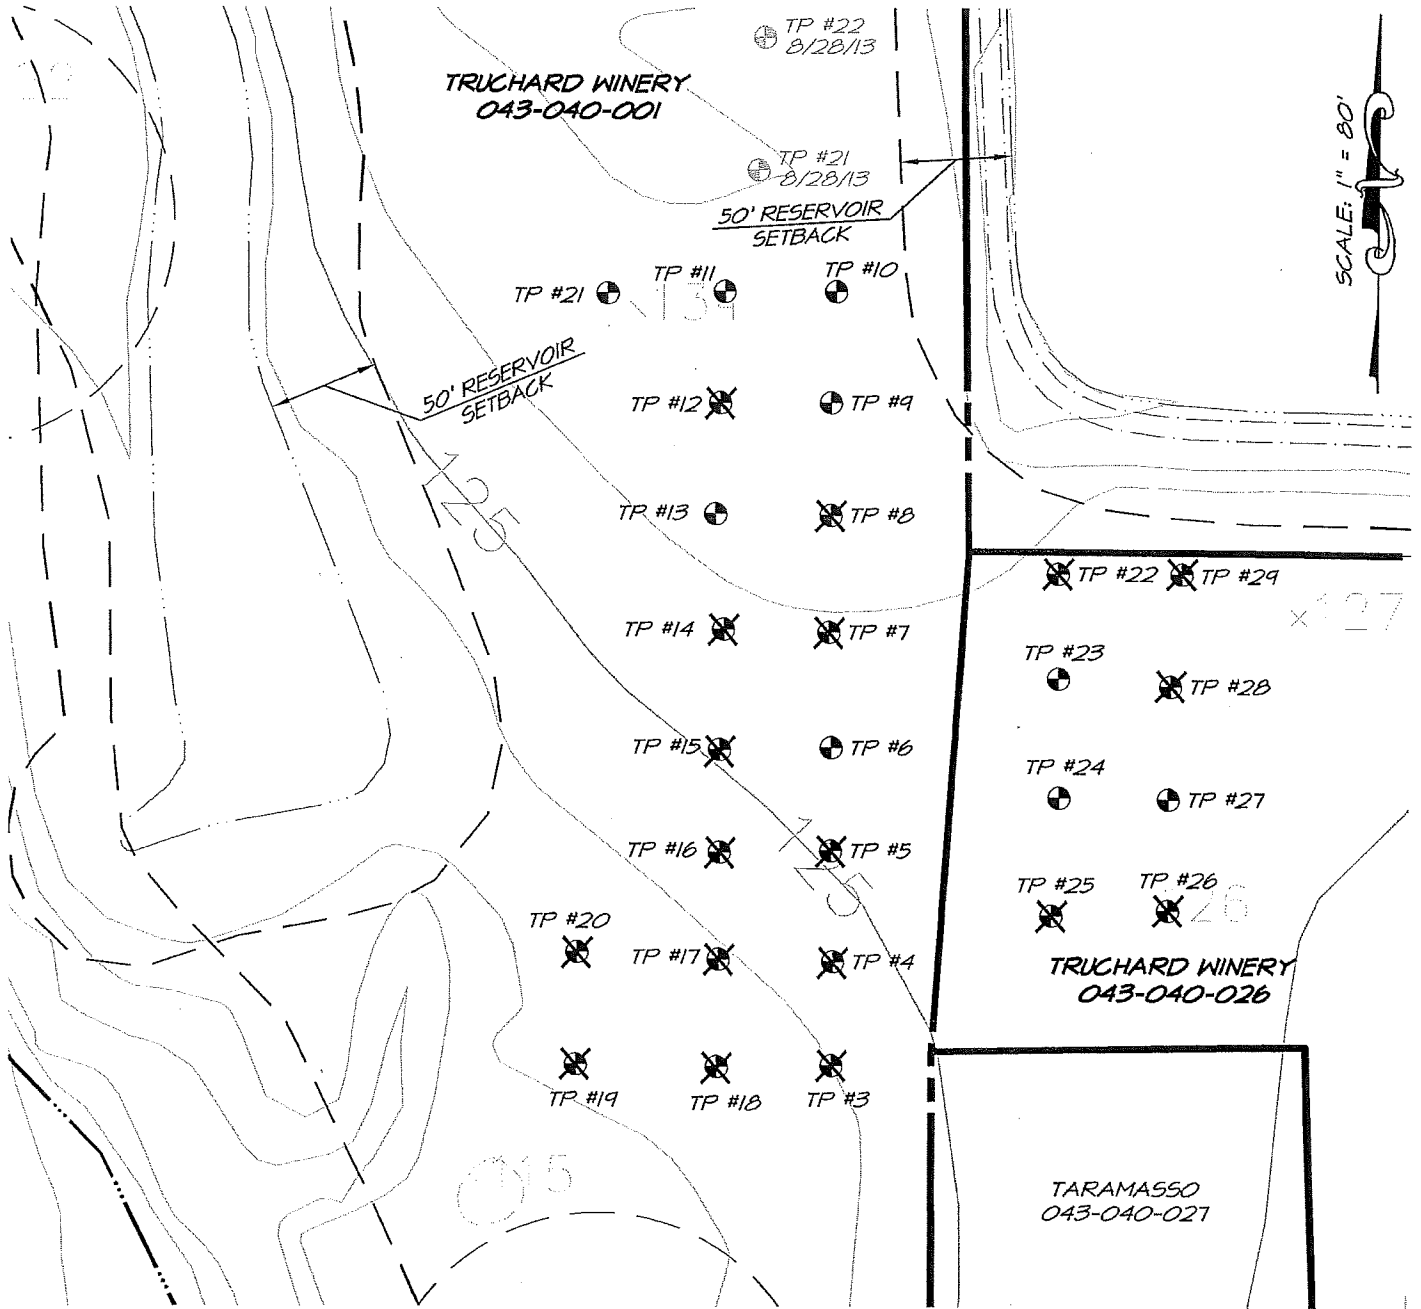 TP #22
8/28/13
TRUCHARD WINERY
043-040-001
SCALE: 1" = 80'
TP #21
8/28/13
50' RESERVOIR
SETBACK
TP #21
TP #11
TP #10
139
50' RESERVOIR
SETBACK
TP #12
TP #9
125
TP #13
TP #8
TP #22
TP #29
x127
TP #14
TP #7
TP #23
TP #28
TP #15
TP #6
TP #24
TP #27
TP #16
TP #5
125
TP #25
TP #26
126
TP #20
TP #17
TP #4
TRUCHARD WINERY
043-040-026
TP #19
TP #18
TP #3
115
TARAMASSO
043-040-027